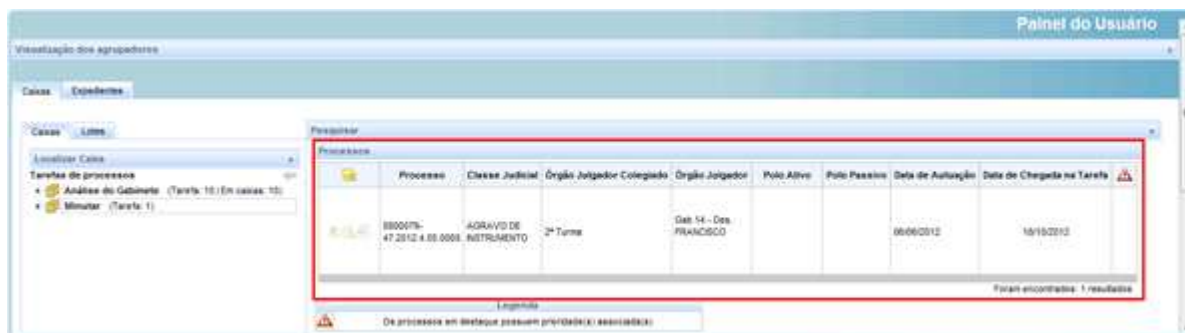 Painel do Usuário
Visualização dos agrupadores
Caixas Expedientes
Caixas Lotes
Localizar Caixa
Tarefas de processos
Análise do Gabinete (Tarefa: 10 | Em caixas: 10)
Minutar (Tarefa: 1)
Pesquisar
Processos
Processo Classe Judicial Órgão Julgador Colegiado Órgão Julgador Polo Ativo Polo Passivo Data de Autuação Data de Chegada na Tarefa
0000079-
47.2012.4.05.0000 AGRAVO DE
INSTRUMENTO
2ª Turma
Gab 14 - Des.
FRANCISCO
06/06/2012
Foram encontrados: 1 resultados
Legenda
Os processos em destaque possuem prioridade(s) associada(s)